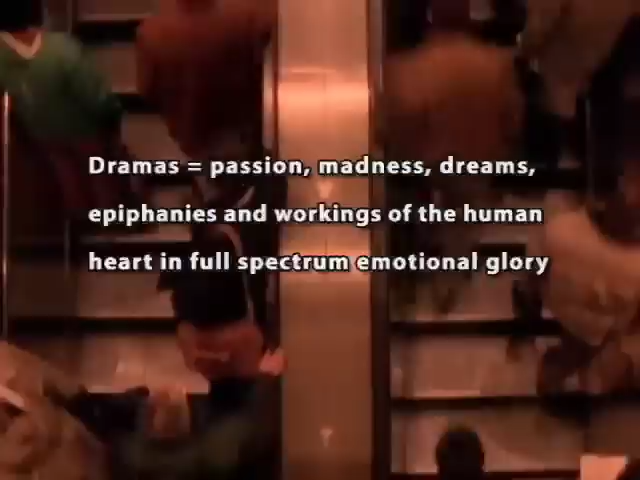 Dramas = passion, madness, dreams,
epiphanies and workings of the human
heart in full spectrum emotional glory